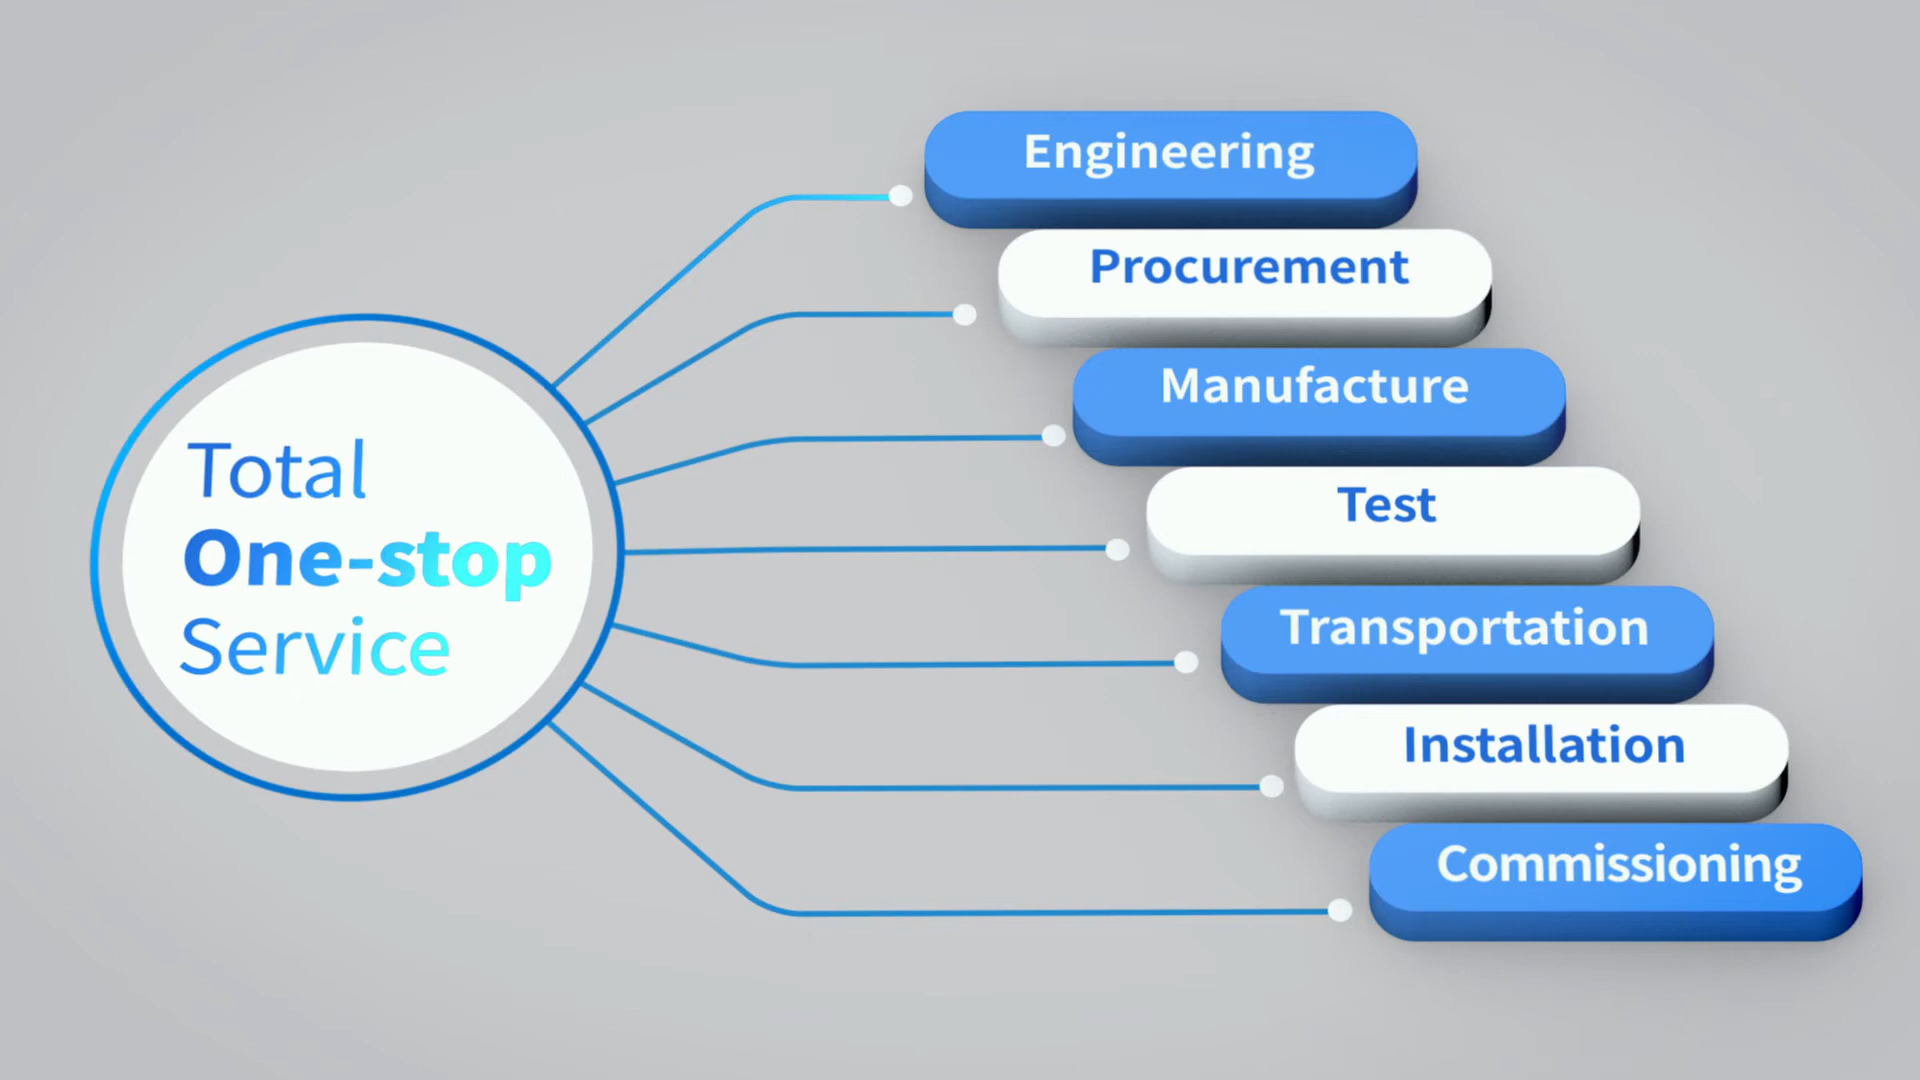 Total
One-stop
Service
Engineering
Procurement
Manufacture
Test
Transportation
Installation
Commissioning